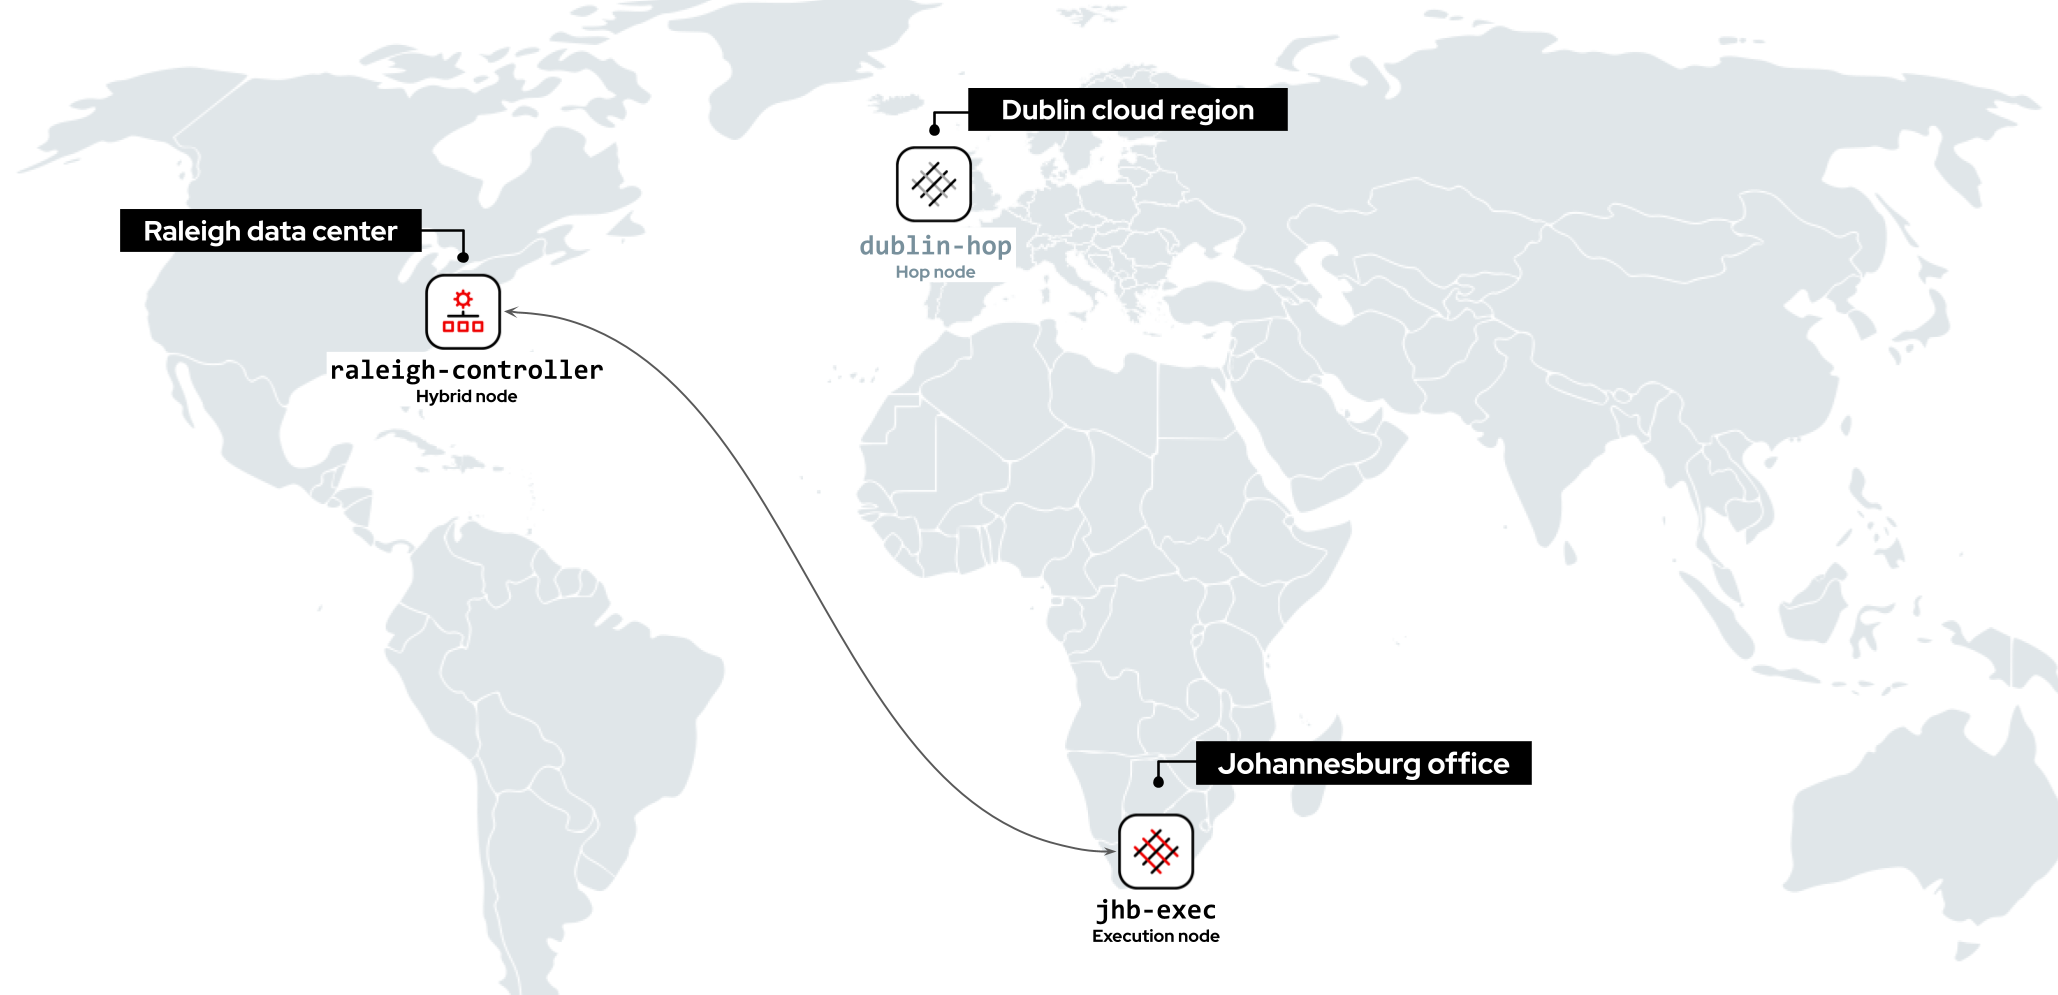 Dublin cloud region
dublin-hop
Hop node
Raleigh data center
raleigh-controller
Hybrid node
Johannesburg office
jhb-exec
Execution node